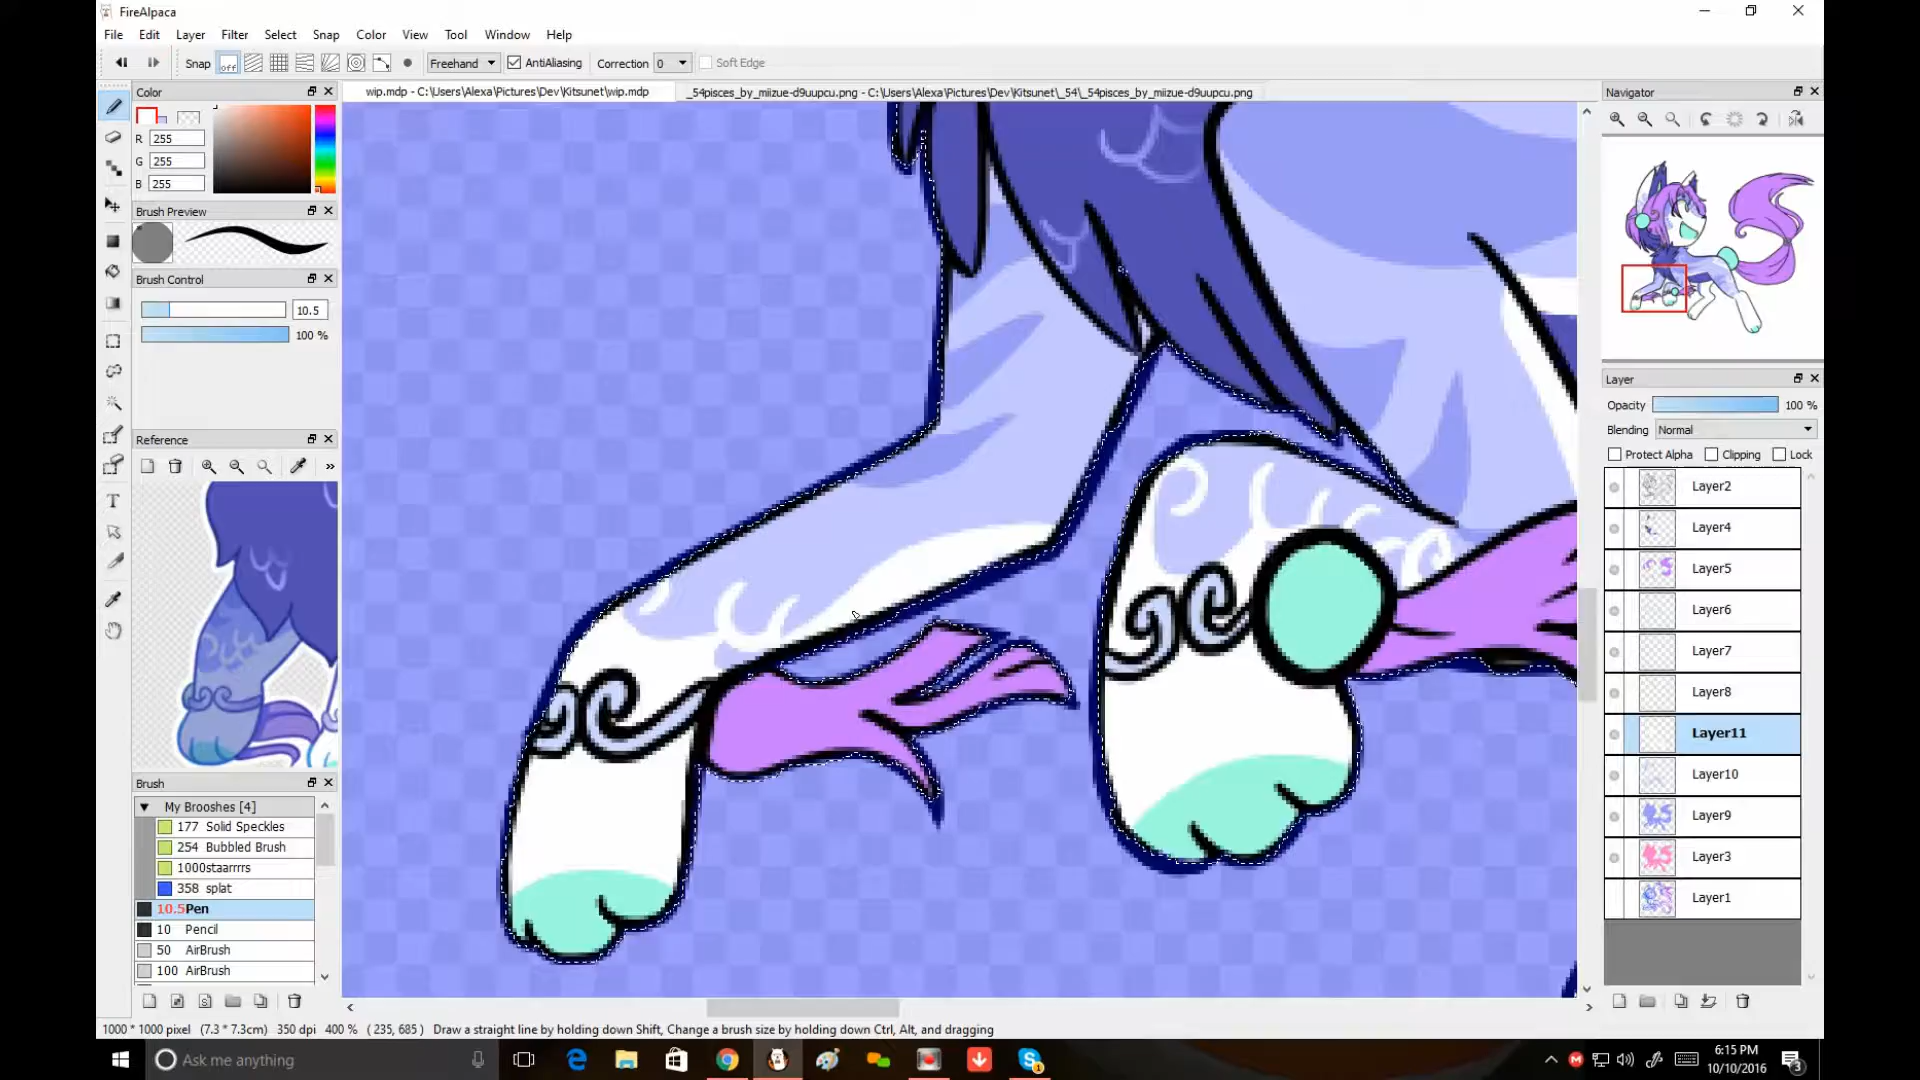 FireAlpaca
File Edit Layer Filter Select Snap Color View Tool Window Help
Snap off Freehand AntiAliasing Correction 0 Soft Edge
Color
wip.mdp - C:\Users\Alexa\Pictures\Dev\Kitsunet\wip.mdp
_54pisces_by_miizue-d9uupcu.png - C:\Users\Alexa\Pictures\Dev\Kitsunet\_54\_54pisces_by_miizue-d9uupcu.png
Navigator
R 255
G 255
B 255
Brush Preview
Brush Control
10.5
100 %
Reference
»
Brush
My Brooshes [4]
177 Solid Speckles
254 Bubbled Brush
1000staarrrrs
358 splat
10.5Pen
10 Pencil
50 AirBrush
100 AirBrush
T
Layer
Opacity 100 %
Blending Normal
Protect Alpha Clipping Lock
Layer2
Layer4
Layer5
Layer6
Layer7
Layer8
Layer11
Layer10
Layer9
Layer3
Layer1
1000 * 1000 pixel (7.3 * 7.3cm) 350 dpi 400 % ( 235, 685 ) Draw a straight line by holding down Shift, Change a brush size by holding down Ctrl, Alt, and dragging
Ask me anything
6:15 PM
10/10/2016
3